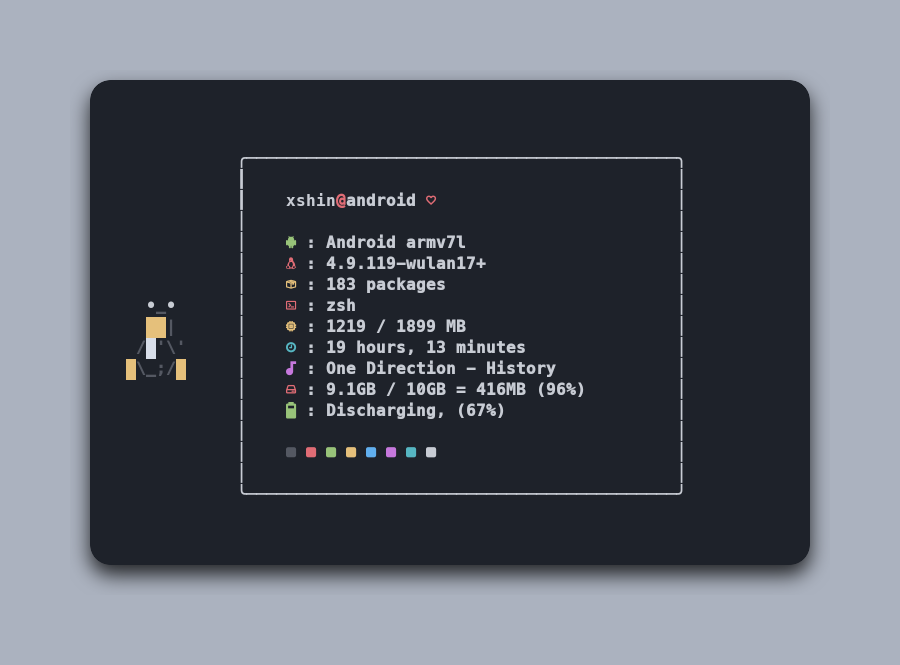 xshin@android ♡
: Android armv7l
: 4.9.119-wulan17+
: 183 packages
: zsh
: 1219 / 1899 MB
: 19 hours, 13 minutes
: One Direction - History
: 9.1GB / 10GB = 416MB (96%)
: Discharging, (67%)